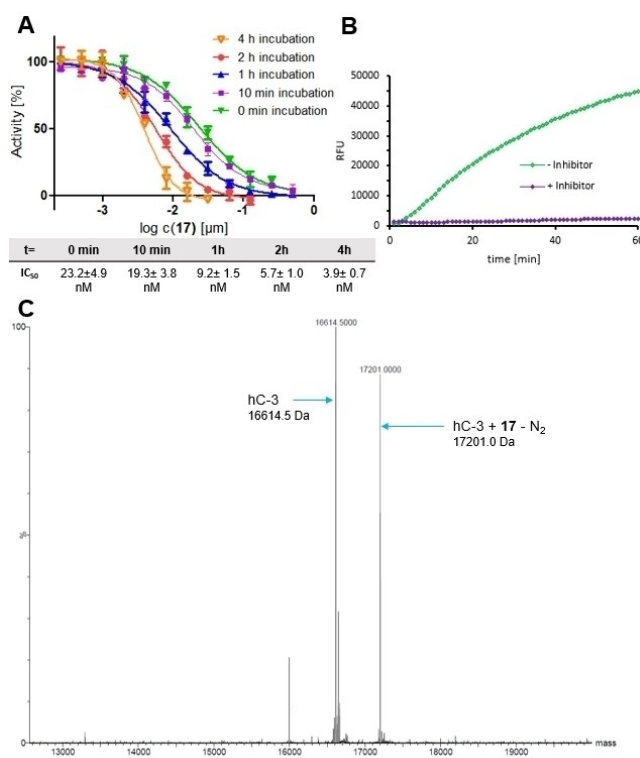 A
100
50
0
Activity [%]
-3
-2
-1
0
log c(17) [µm]
4 h incubation
2 h incubation
1 h incubation
10 min incubation
0 min incubation
t= 0 min 10 min 1h 2h 4h
IC50 23.2±4.9 nM 19.3± 3.8 nM 9.2± 1.5 nM 5.7± 1.0 nM 3.9± 0.7 nM
B
RFU
50000
40000
30000
20000
10000
0
- Inhibitor
+ Inhibitor
0 20 40 60
time [min]
C
100
0
16614.5000
17201.0000
hC-3
16614.5 Da
hC-3 + 17 - N2
17201.0 Da
13000 14000 15000 16000 17000 18000 19000
mass